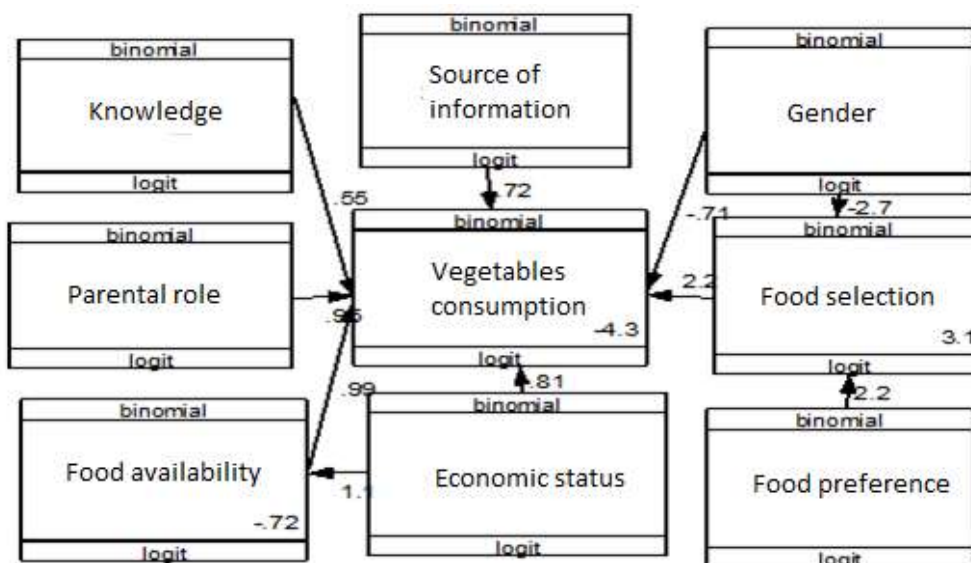 binomial
Knowledge
logit
binomial
Source of
information
logit
binomial
Gender
logit
.55
.72
-.71
-2.7
binomial
Parental role
logit
.95
binomial
Vegetables
consumption
-4.3
logit
2.2
binomial
Food selection
3.1
logit
.99
.81
2.2
binomial
Food availability
-.72
logit
1.1
binomial
Economic status
logit
binomial
Food preference
logit